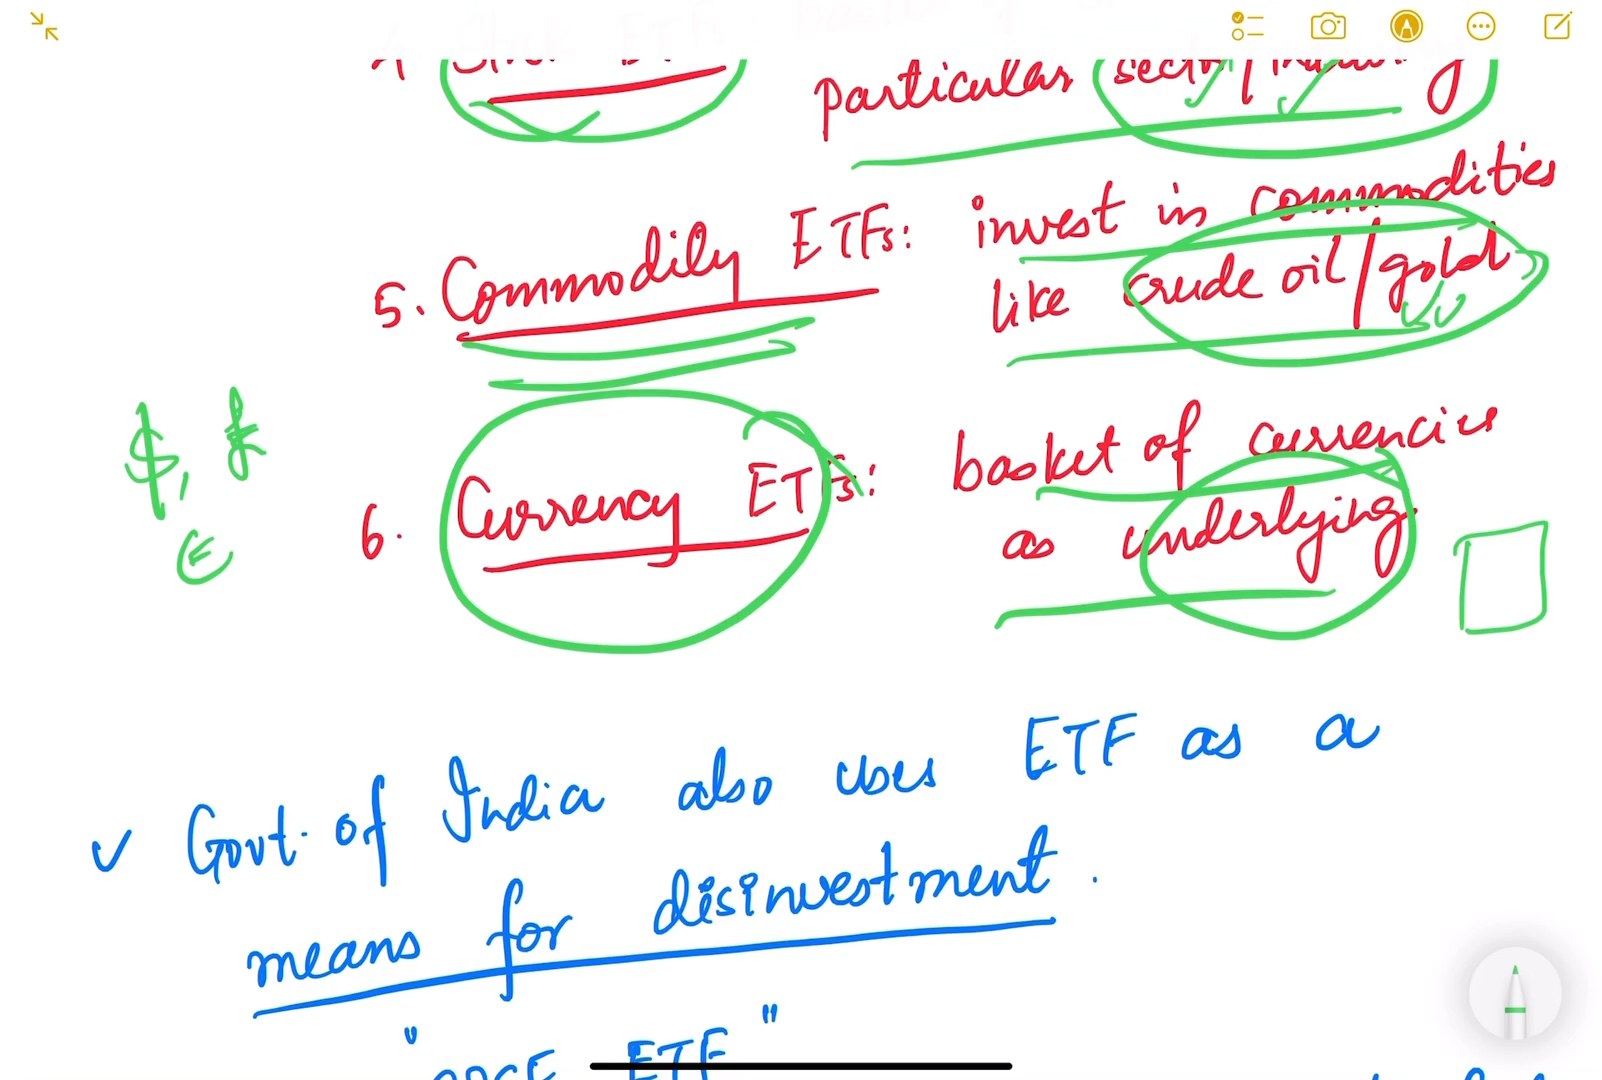 particular
5. Commodity ETFs: invest in commodities
like crude oil/gold
$, £
€
6. Currency ETFs: basket of currencies
as underlying.
✓ Govt. of India also uses ETF as a
means for disinvestment.
" ETF "